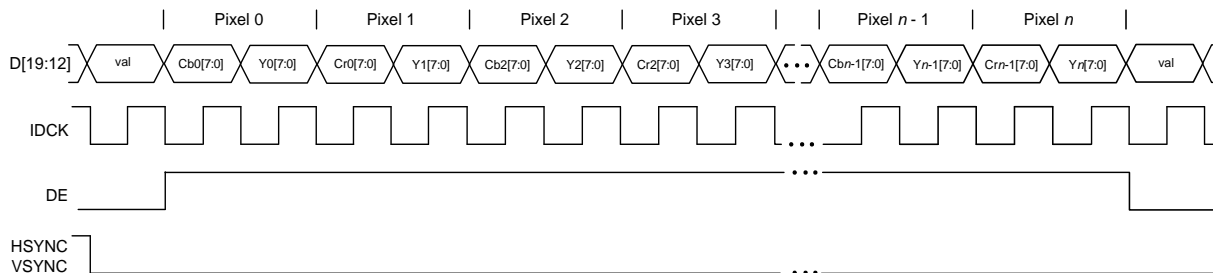 Pixel 0 Pixel 1 Pixel 2 Pixel 3 Pixel n - 1 Pixel n
D[19:12] val Cb0[7:0] Y0[7:0] Cr0[7:0] Y1[7:0] Cb2[7:0] Y2[7:0] Cr2[7:0] Y3[7:0] ••• Cbn-1[7:0] Yn-1[7:0] Crn-1[7:0] Yn[7:0] val
IDCK •••
DE •••
HSYNC
VSYNC •••